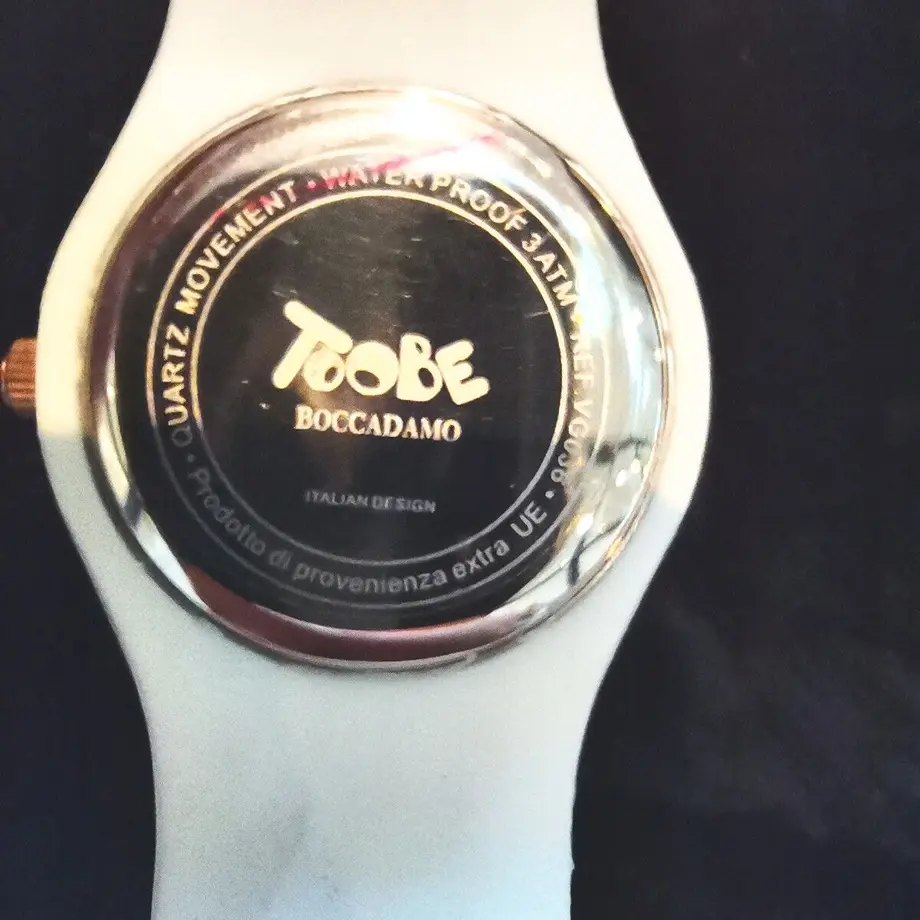 TOOBE
BOCCADAMO
ITALIAN DESIGN
QUARTZ MOVEMENT • WATER PROOF 3 ATM • REF. • Prodotto di provenienza extra UE •